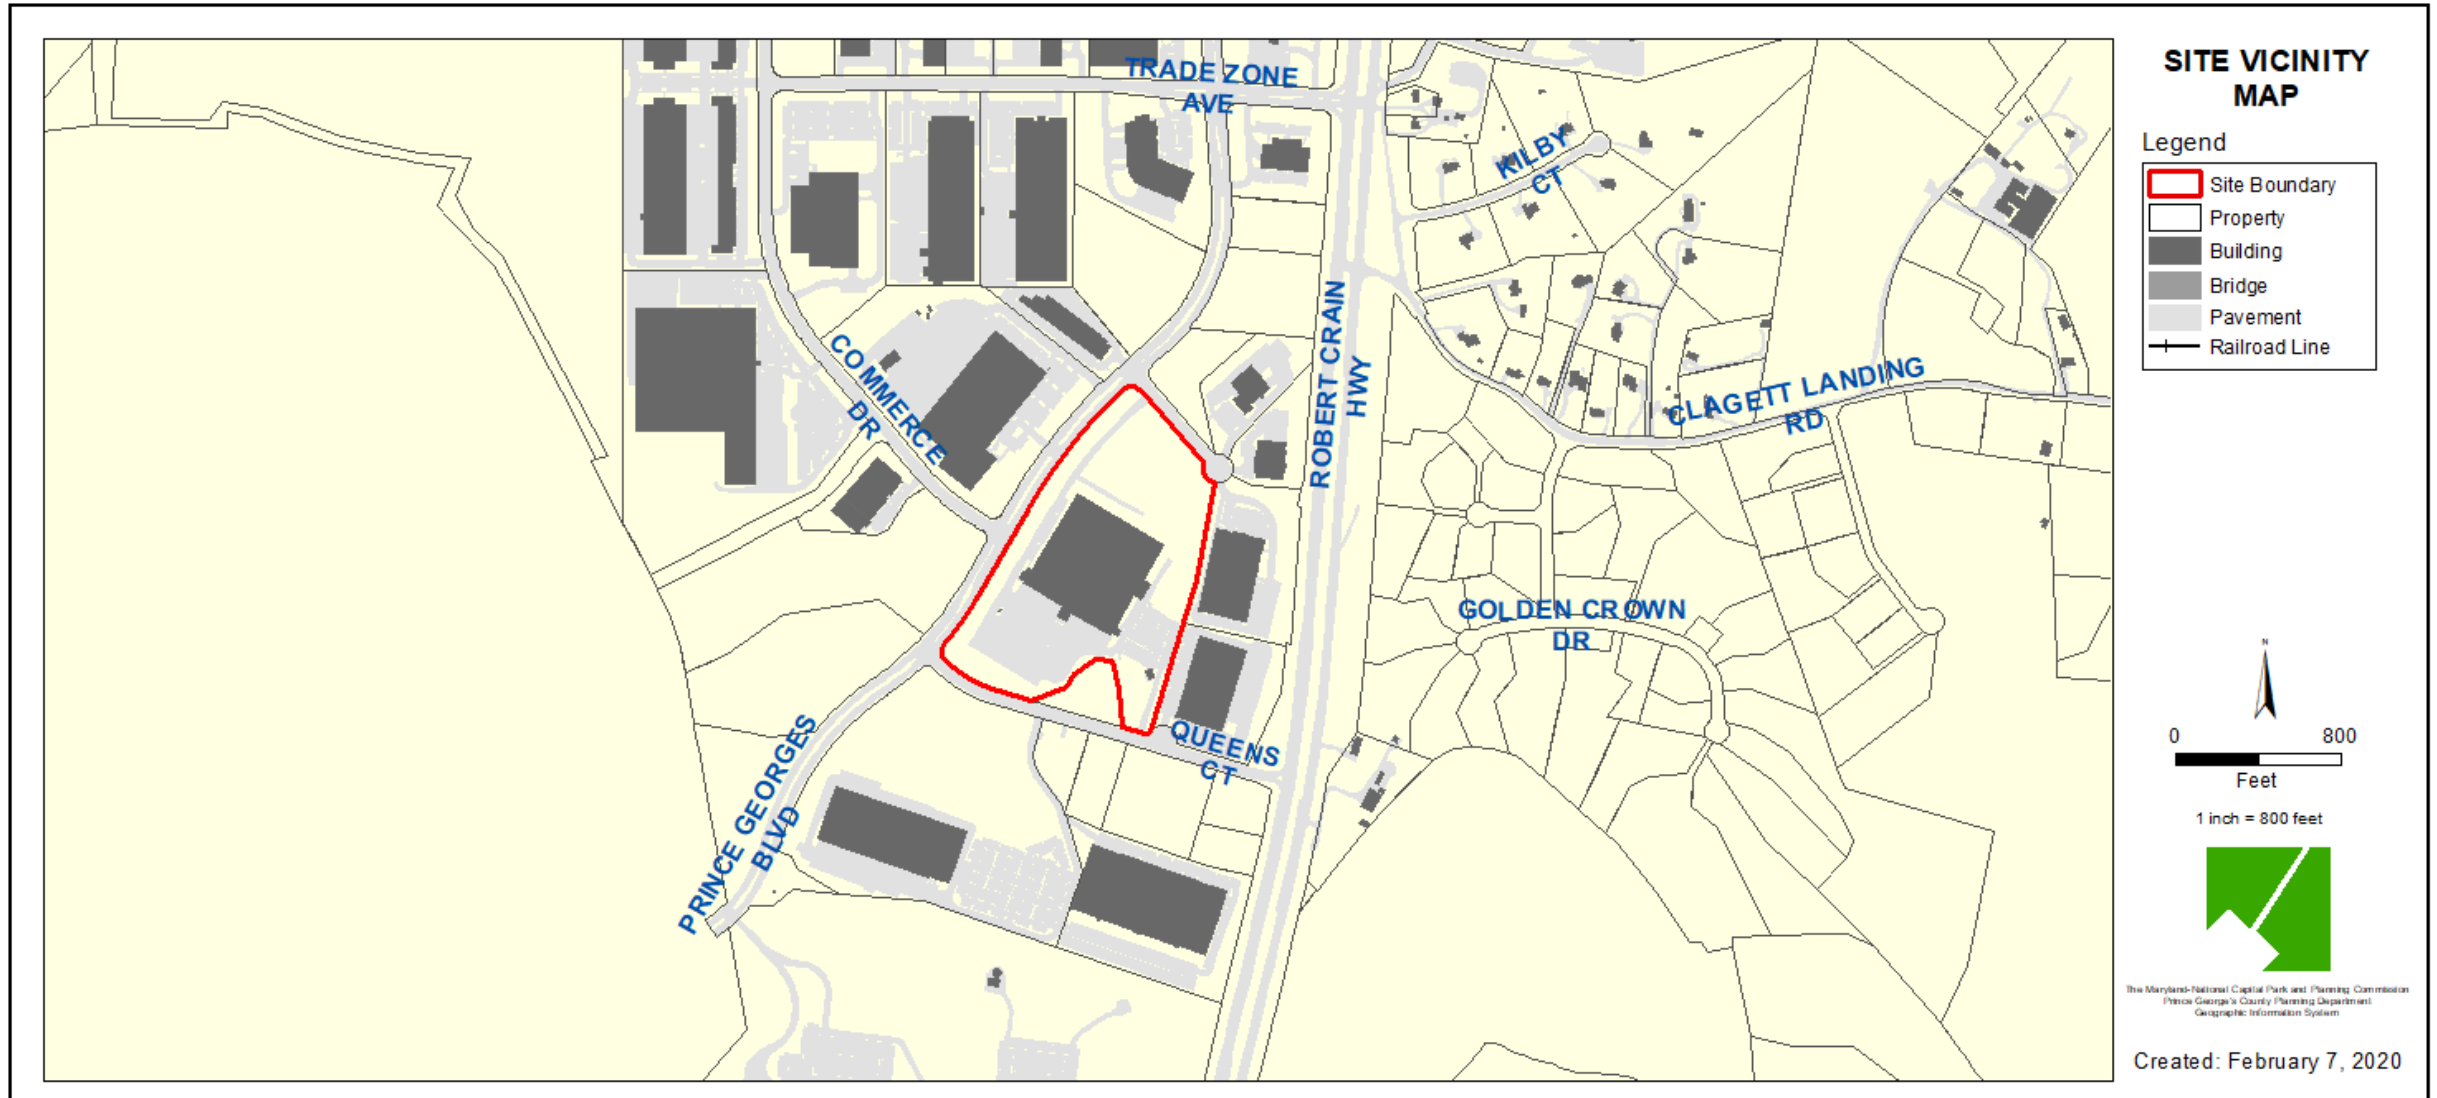 SITE VICINITY
MAP
Legend
Site Boundary
Property
Building
Bridge
Pavement
Railroad Line
TRADE ZONE
AVE
KILBY
CT
ROBERT CRAIN
HWY
COMMERCE
DR
CLAGETT LANDING
RD
GOLDEN CROWN
DR
QUEENS
CT
PRINCE GEORGES
BLVD
N
0 800
Feet
1 inch = 800 feet
The Maryland-National Capital Park and Planning Commission
Prince George's County Planning Department
Geographic Information System
Created: February 7, 2020